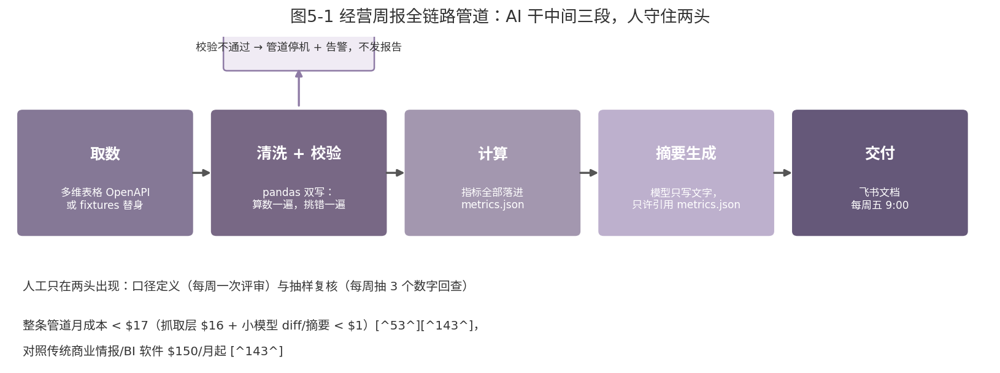 图5-1 经营周报全链路管道：AI 干中间三段，人守住两头
校验不通过 → 管道停机 + 告警，不发报告
取数
多维表格 OpenAPI
或 fixtures 替身
清洗 + 校验
pandas 双写：
算数一遍，挑错一遍
计算
指标全部落进
metrics.json
摘要生成
模型只写文字，
只许引用 metrics.json
交付
飞书文档
每周五 9:00
人工只在两头出现：口径定义（每周一次评审）与抽样复核（每周抽 3 个数字回查）
整条管道月成本 < $17（抓取层 $16 + 小模型 diff/摘要 < $1）[^53^][^143^]，
对照传统商业情报/BI 软件 $150/月起 [^143^]